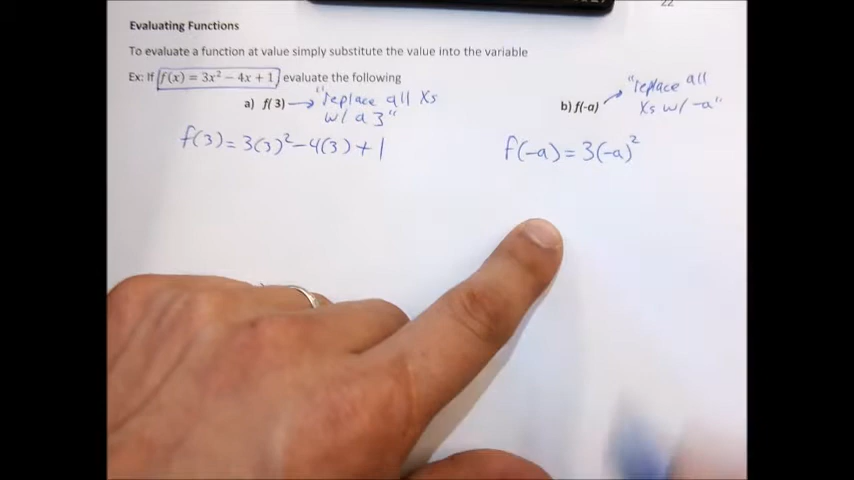 22
Evaluating Functions
To evaluate a function at value simply substitute the value into the variable
Ex: If f(x) = 3x² − 4x + 1 evaluate the following
a) f(3) → "replace all Xs
w/ a 3"
b) f(-a) → "replace all
Xs w/ -a"
f(3) = 3(3)² − 4(3) + 1
f(-a) = 3(-a)²